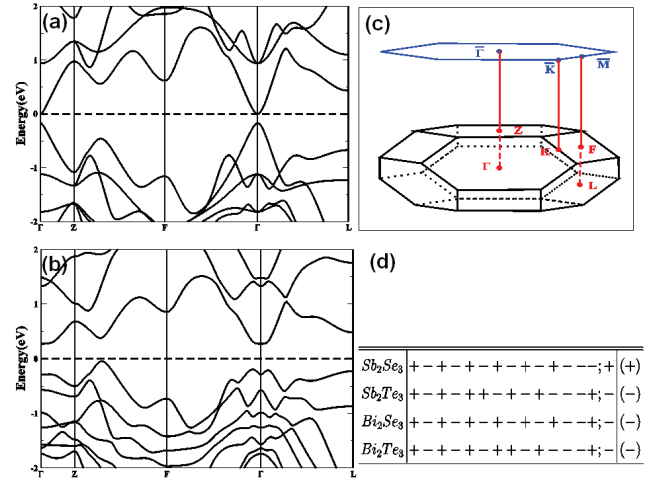 (a)
Energy(eV)
2
1
0
-1
-2
Γ Z F Γ L
(b)
Energy(eV)
2
1
0
-1
-2
Γ Z F Γ L
(c)
Γ̅
K̅
M̅
Z
K
F
Γ
L
(d)
Sb₂Se₃ (+)
Sb₂Te₃ (−)
Bi₂Se₃ (−)
Bi₂Te₃ (−)